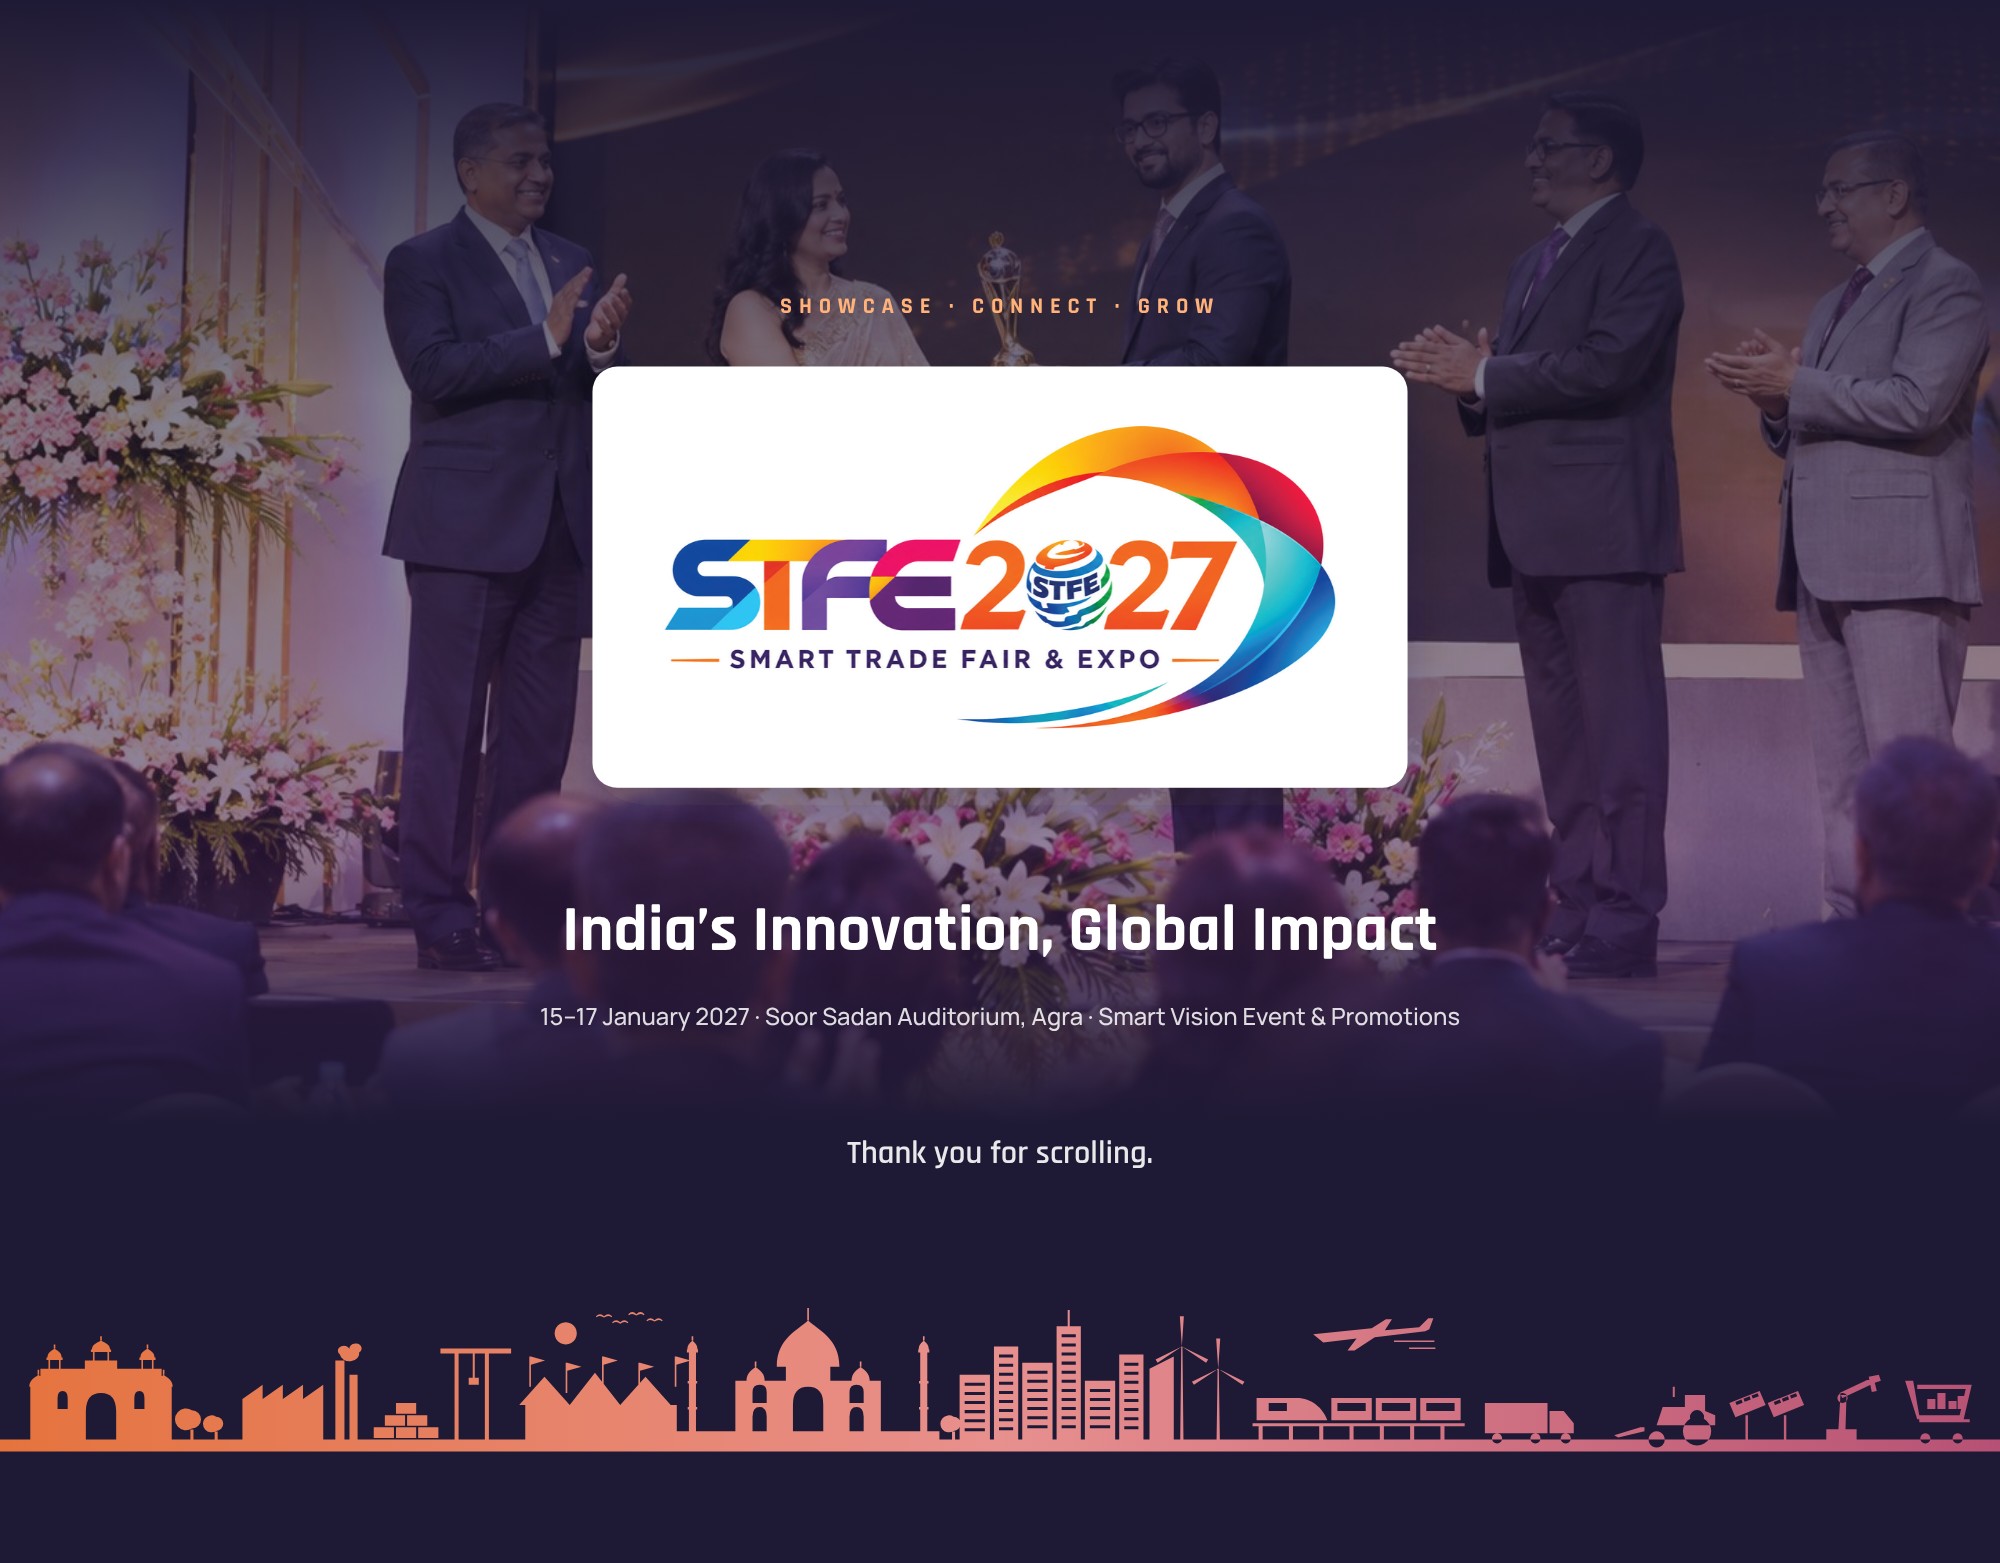 SHOWCASE · CONNECT · GROW
STFE2027
STFE
SMART TRADE FAIR & EXPO
India’s Innovation, Global Impact
15–17 January 2027 · Soor Sadan Auditorium, Agra · Smart Vision Event & Promotions
Thank you for scrolling.